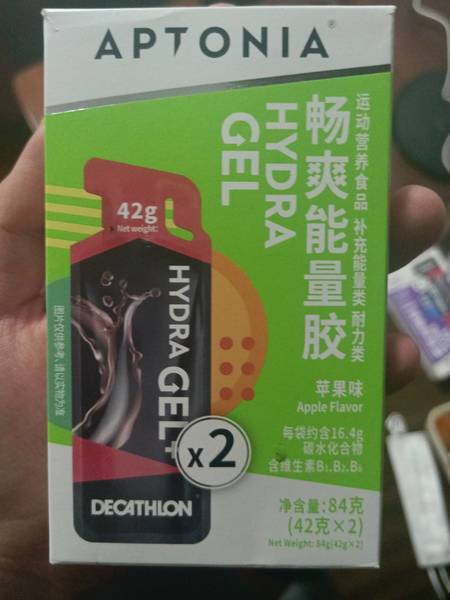 APTONIA®
运动营养食品 补充能量类 耐力类
畅爽能量胶
HYDRA
GEL
42g
Net weight:
HYDRA GEL+
图片仅供参考,请以实物为准
苹果味
Apple Flavor
每袋约含16.4g
碳水化合物
含维生素B₁、B₂、B₆
x2
DECATHLON
净含量:84克
(42克×2)
Net Weight: 84g(42g×2)